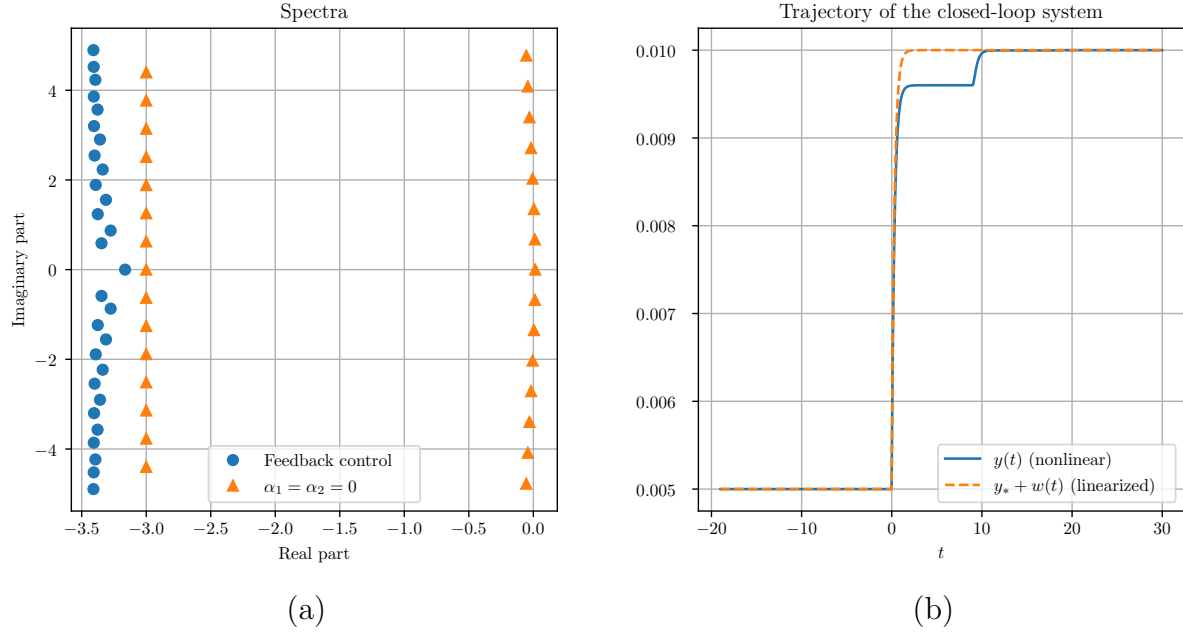 Spectra
4
2
0
−2
−4
Imaginary part
−3.5 −3.0 −2.5 −2.0 −1.5 −1.0 −0.5 0.0
Real part
Feedback control
α₁ = α₂ = 0
(a)
Trajectory of the closed-loop system
0.010
0.009
0.008
0.007
0.006
0.005
−20 −10 0 10 20 30
t
y(t) (nonlinear)
y∗ + w(t) (linearized)
(b)